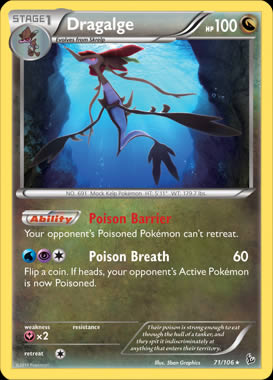 STAGE1
Dragalge
HP100
Evolves from Skrelp
NO. 691 Mock Kelp Pokémon HT: 5'11" WT: 179.7 lbs.
Ability Poison Barrier
Your opponent's Poisoned Pokémon can't retreat.
Poison Breath 60
Flip a coin. If heads, your opponent's Active Pokémon
is now Poisoned.
weakness resistance
×2
retreat
Their poison is strong enough to eat
through the hull of a tanker, and
they spit it indiscriminately at
anything that enters their territory.
Illus. 5ban Graphics
71/106